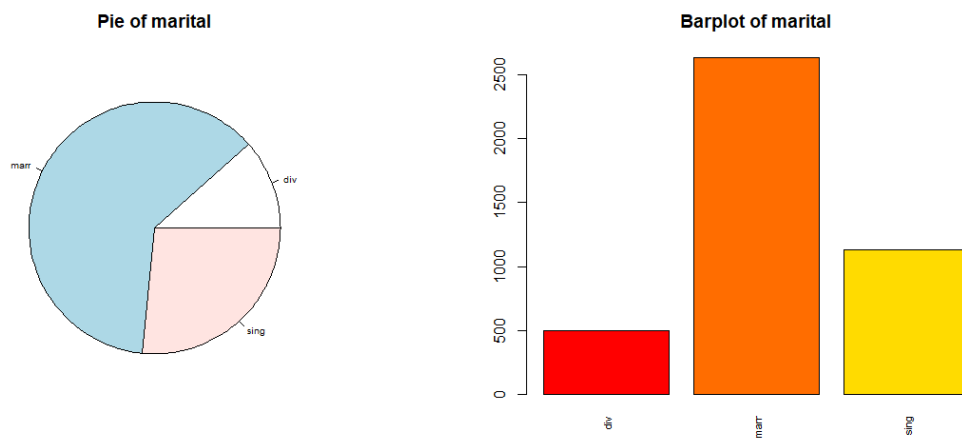 Pie of marital
marr
div
sing
Barplot of marital
2500
2000
1500
1000
500
0
div
marr
sing